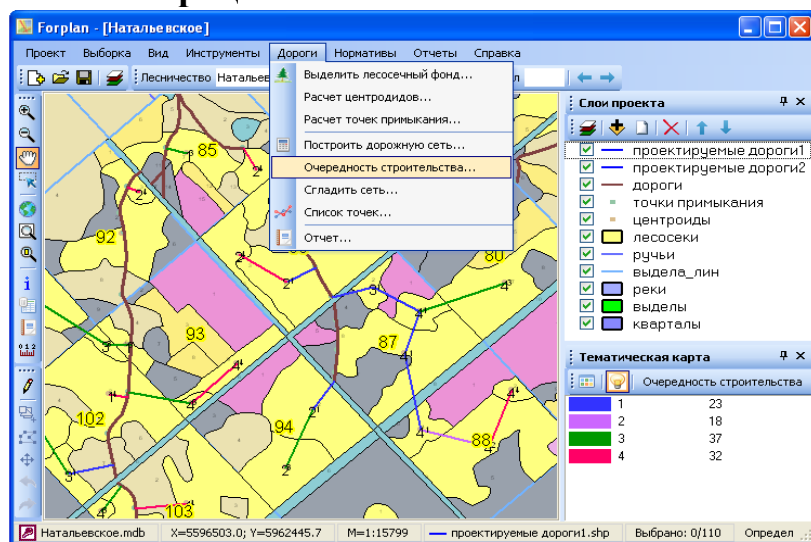 Forplan - [Натальевское]
Проект Выборка Вид Инструменты Дороги Нормативы Отчеты Справка
Лесничество Натальев
Выделить лесосечный фонд...
Расчет центродидов...
Расчет точек примыкания...
Построить дорожную сеть...
Очередность строительства...
Сгладить сеть...
Список точек...
Отчет...
Слои проекта
проектируемые дороги1
проектируемые дороги2
дороги
точки примыкания
центроиды
лесосеки
ручьи
выдела_лин
реки
выделы
кварталы
Тематическая карта
Очередность строительства
1 23
2 18
3 37
4 32
85
92
80
93
87
102
94
88
103
Натальевское.mdb X=5596503.0; Y=5962445.7 М=1:15799 проектируемые дороги1.shp Выбрано: 0/110 Определ